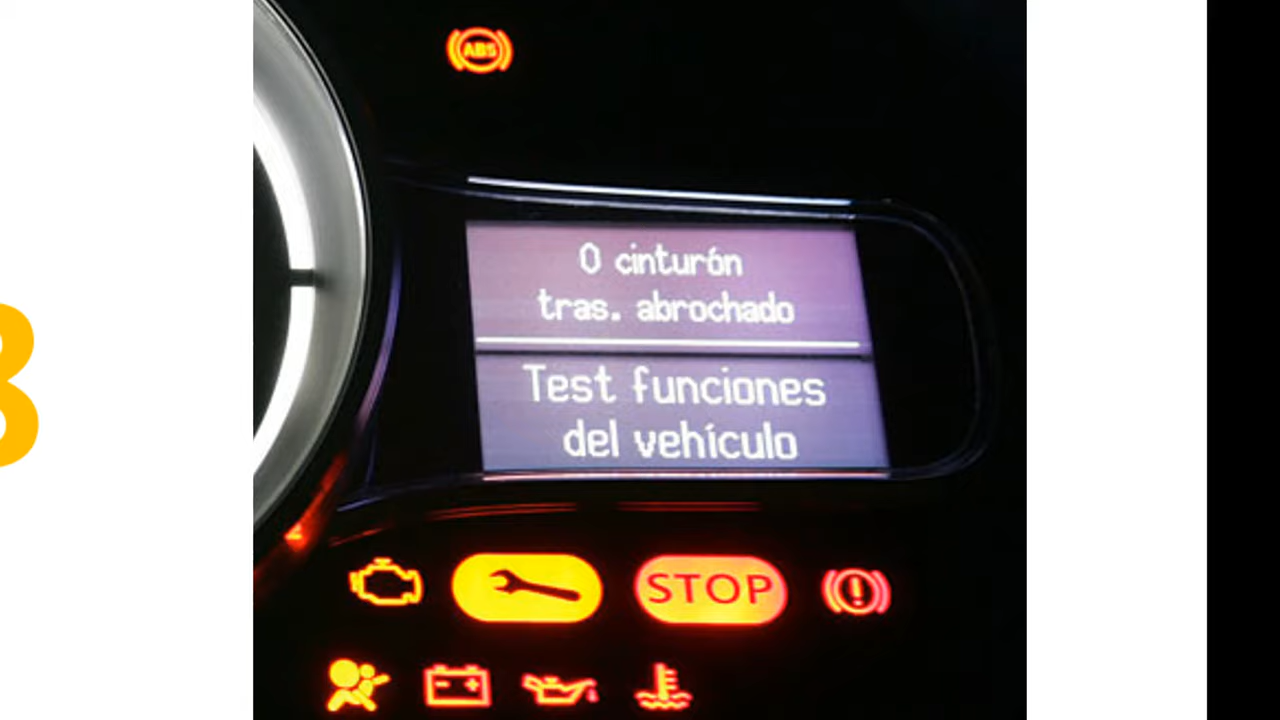 ABS
0 cinturón
tras. abrochado
Test funciones
del vehículo
STOP